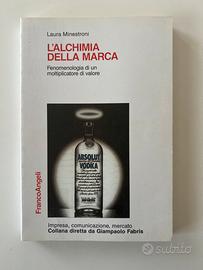 Laura Minestroni
L'ALCHIMIA
DELLA MARCA
Fenomenologia di un
moltiplicatore di valore
FrancoAngeli
ABSOLUT
VODKA
impresa, comunicazione, mercato
Collana diretta da Giampaolo Fabris
subito